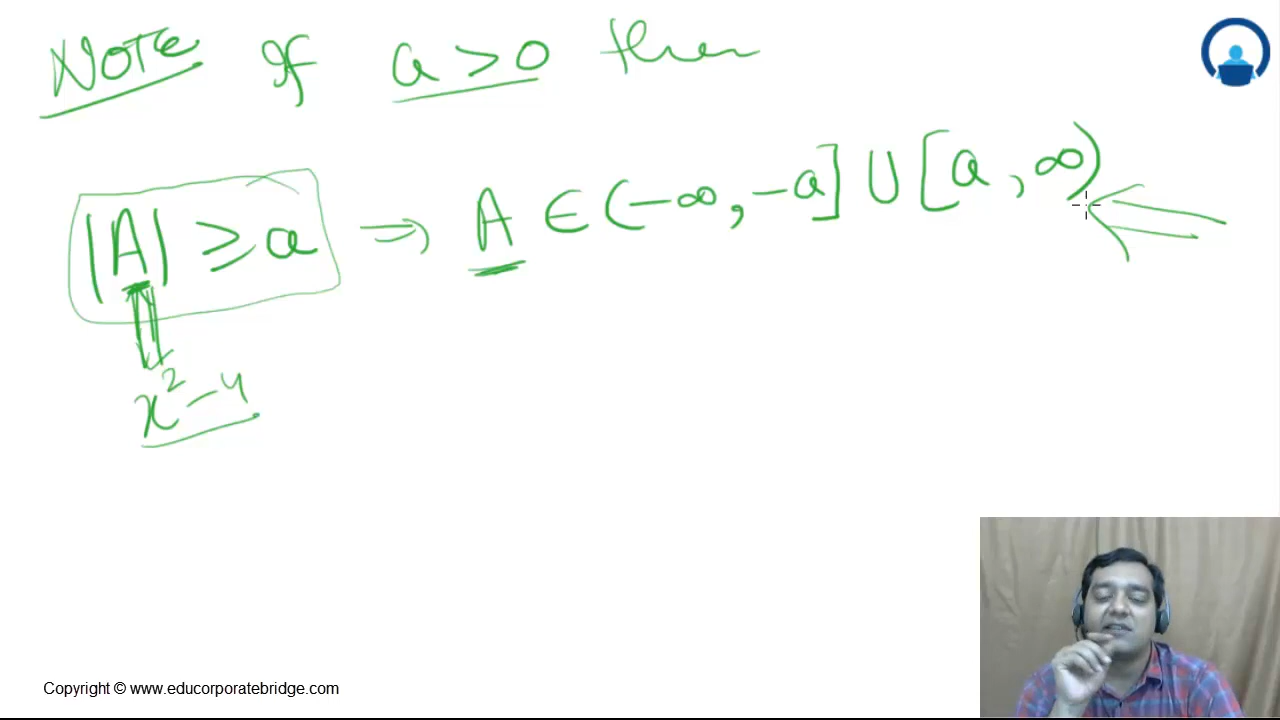 NOTE If a > 0 then
|A| ≥ a ⇒ A ∈ (-∞, -a] ∪ [a, ∞)
x² - 4
Copyright © www.educorporatebridge.com